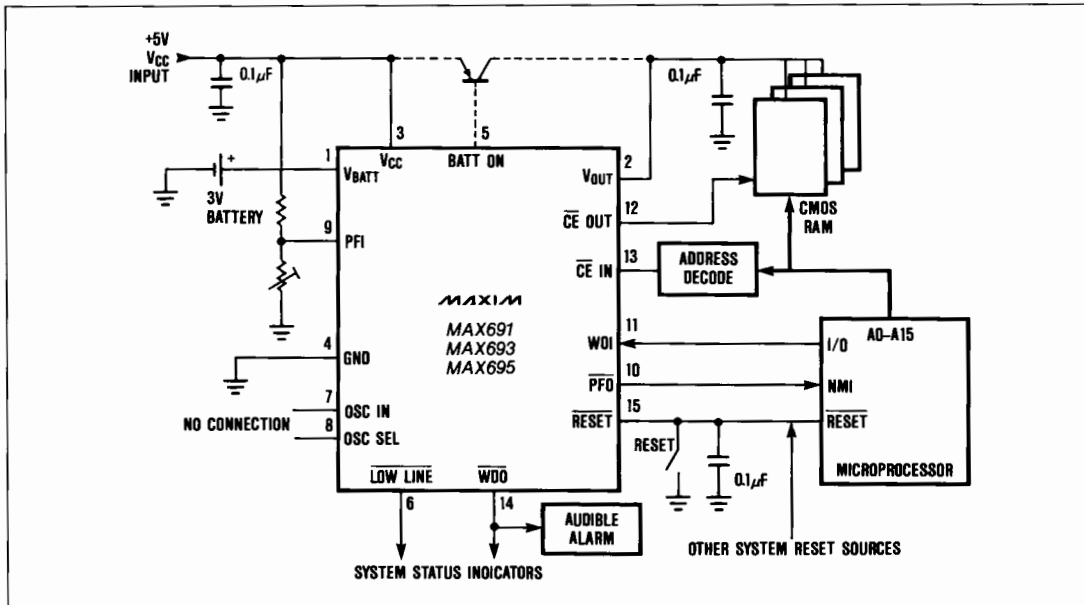 +5V
VCC
INPUT
0.1μF
0.1μF
3
5
1
2
VCC
BATT ON
VBATT
VOUT
3V
BATTERY
12
CE OUT
CMOS
RAM
9
PFI
13
CE IN
ADDRESS
DECODE
MAXIM
MAX691
MAX693
MAX695
A0-A15
11
WDI
I/O
4
GND
10
PFO
NMI
7
OSC IN
NO CONNECTION
8
OSC SEL
15
RESET
RESET
RESET
0.1μF
MICROPROCESSOR
LOW LINE
WDO
6
14
AUDIBLE
ALARM
OTHER SYSTEM RESET SOURCES
SYSTEM STATUS INDICATORS